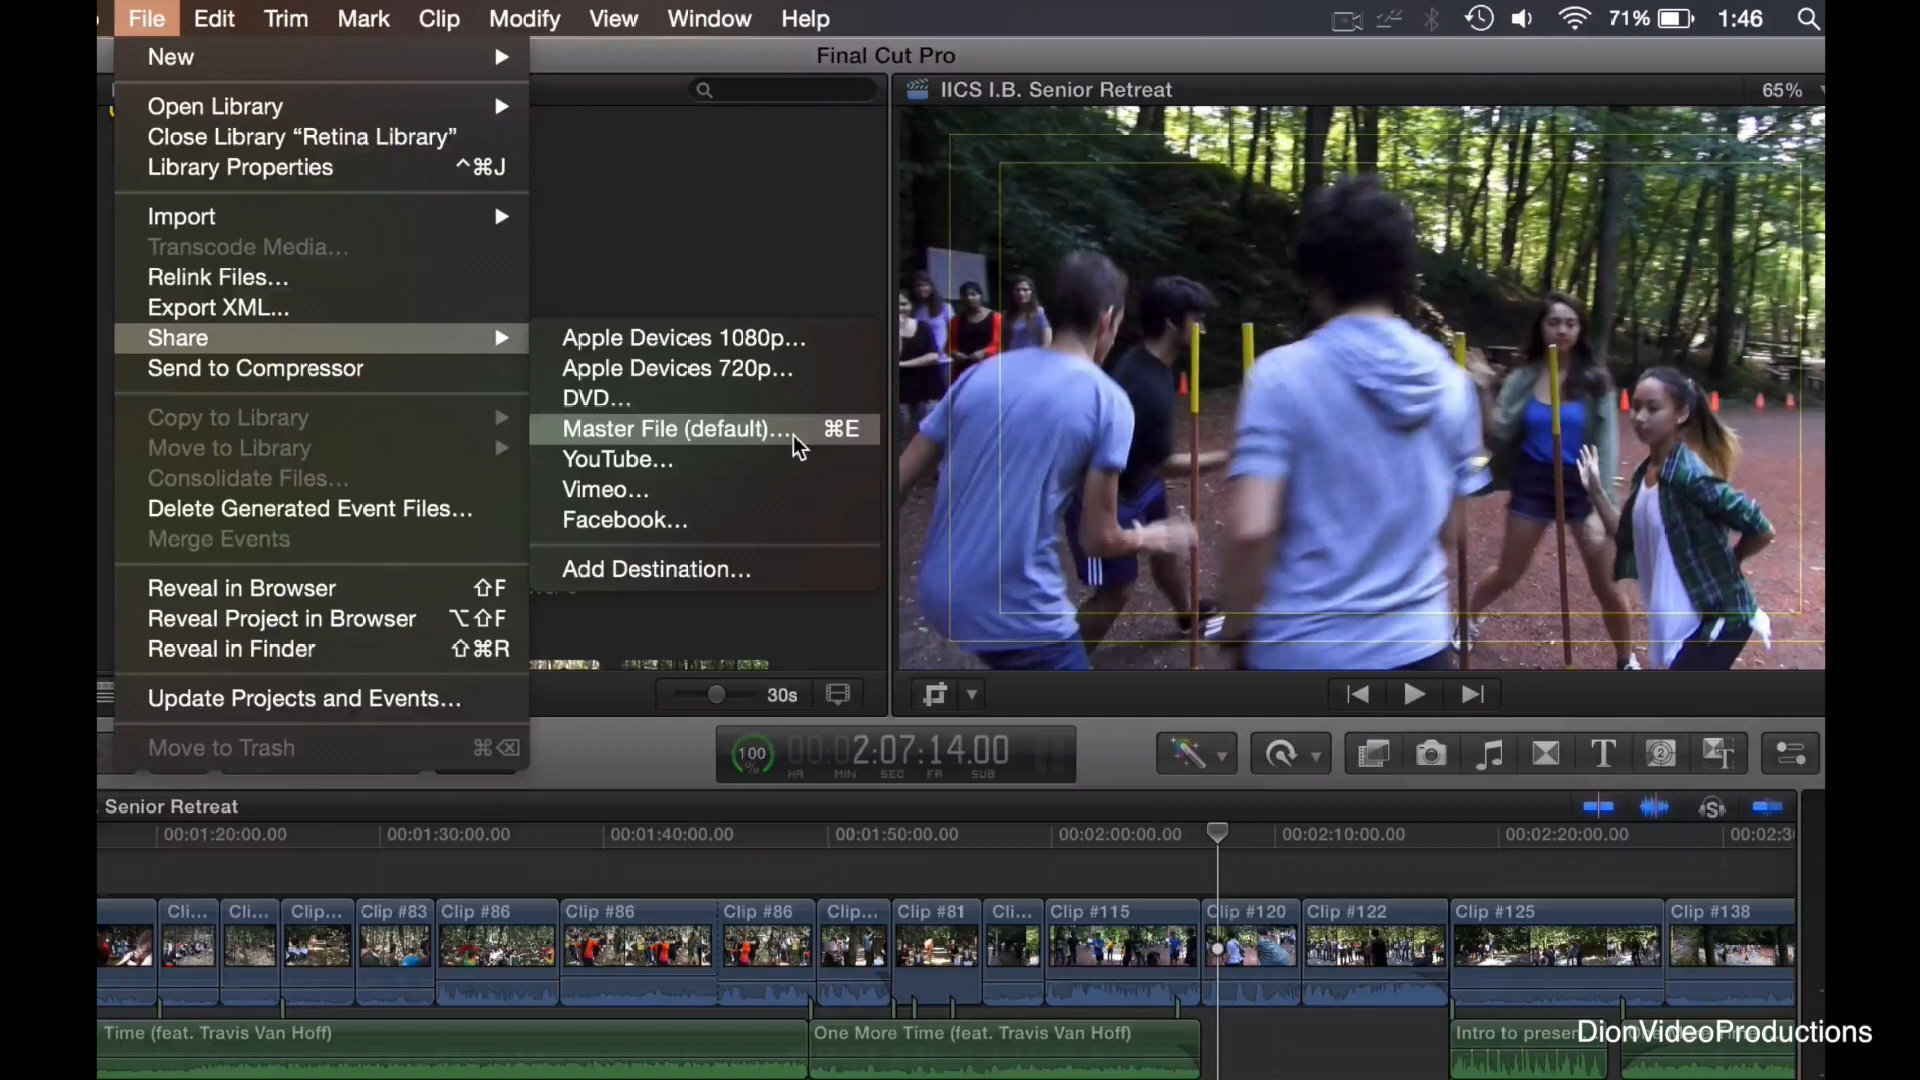 File Edit Trim Mark Clip Modify View Window Help 71% 1:46
Final Cut Pro
New
Open Library
Close Library “Retina Library”
Library Properties ^⌘J
Import
Transcode Media...
Relink Files...
Export XML...
Share
Send to Compressor
Copy to Library
Move to Library
Consolidate Files...
Delete Generated Event Files...
Merge Events
Reveal in Browser ⇧F
Reveal Project in Browser ⌥⇧F
Reveal in Finder ⇧⌘R
Update Projects and Events...
Move to Trash ⌘⌫
Apple Devices 1080p...
Apple Devices 720p...
DVD...
Master File (default)... ⌘E
YouTube...
Vimeo...
Facebook...
Add Destination...
IICS I.B. Senior Retreat 65%
30s
100 % 00:02:07:14.00
HR MIN SEC FR SUB
T
Senior Retreat
00:01:20:00.00 00:01:30:00.00 00:01:40:00.00 00:01:50:00.00 00:02:00:00.00 00:02:10:00.00 00:02:20:00.00 00:02:3
Cli... Cli... Clip... Clip #83 Clip #86 Clip #86 Clip #86 Clip... Clip #81 Cli... Clip #115 Clip #120 Clip #122 Clip #125 Clip #138
Time (feat. Travis Van Hoff) One More Time (feat. Travis Van Hoff) Intro to presen
DionVideoProductions